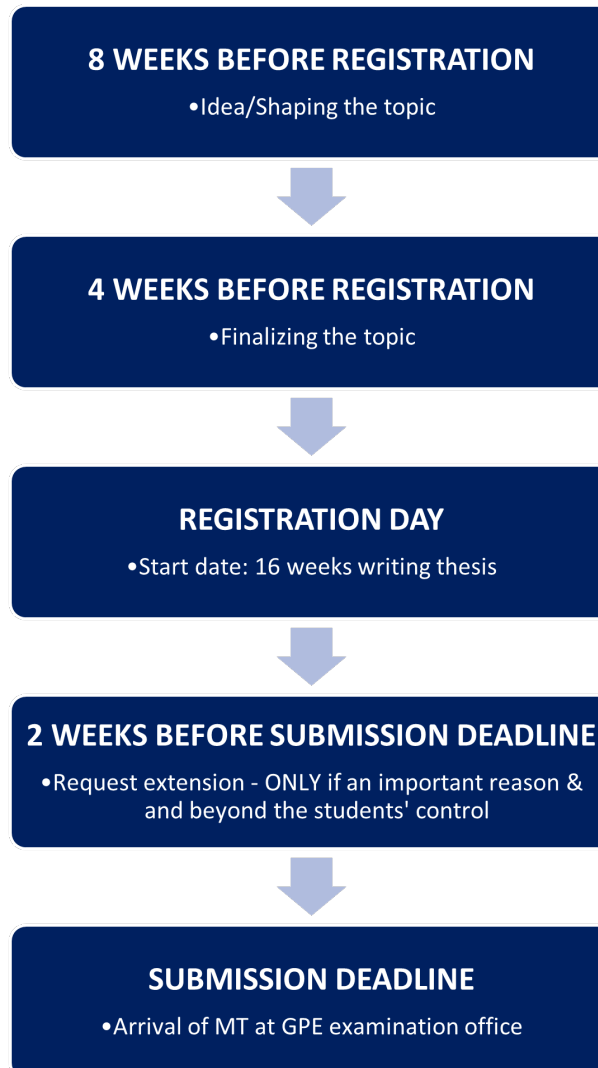 8 WEEKS BEFORE REGISTRATION
•Idea/Shaping the topic
4 WEEKS BEFORE REGISTRATION
•Finalizing the topic
REGISTRATION DAY
•Start date: 16 weeks writing thesis
2 WEEKS BEFORE SUBMISSION DEADLINE
•Request extension - ONLY if an important reason &
and beyond the students' control
SUBMISSION DEADLINE
•Arrival of MT at GPE examination office